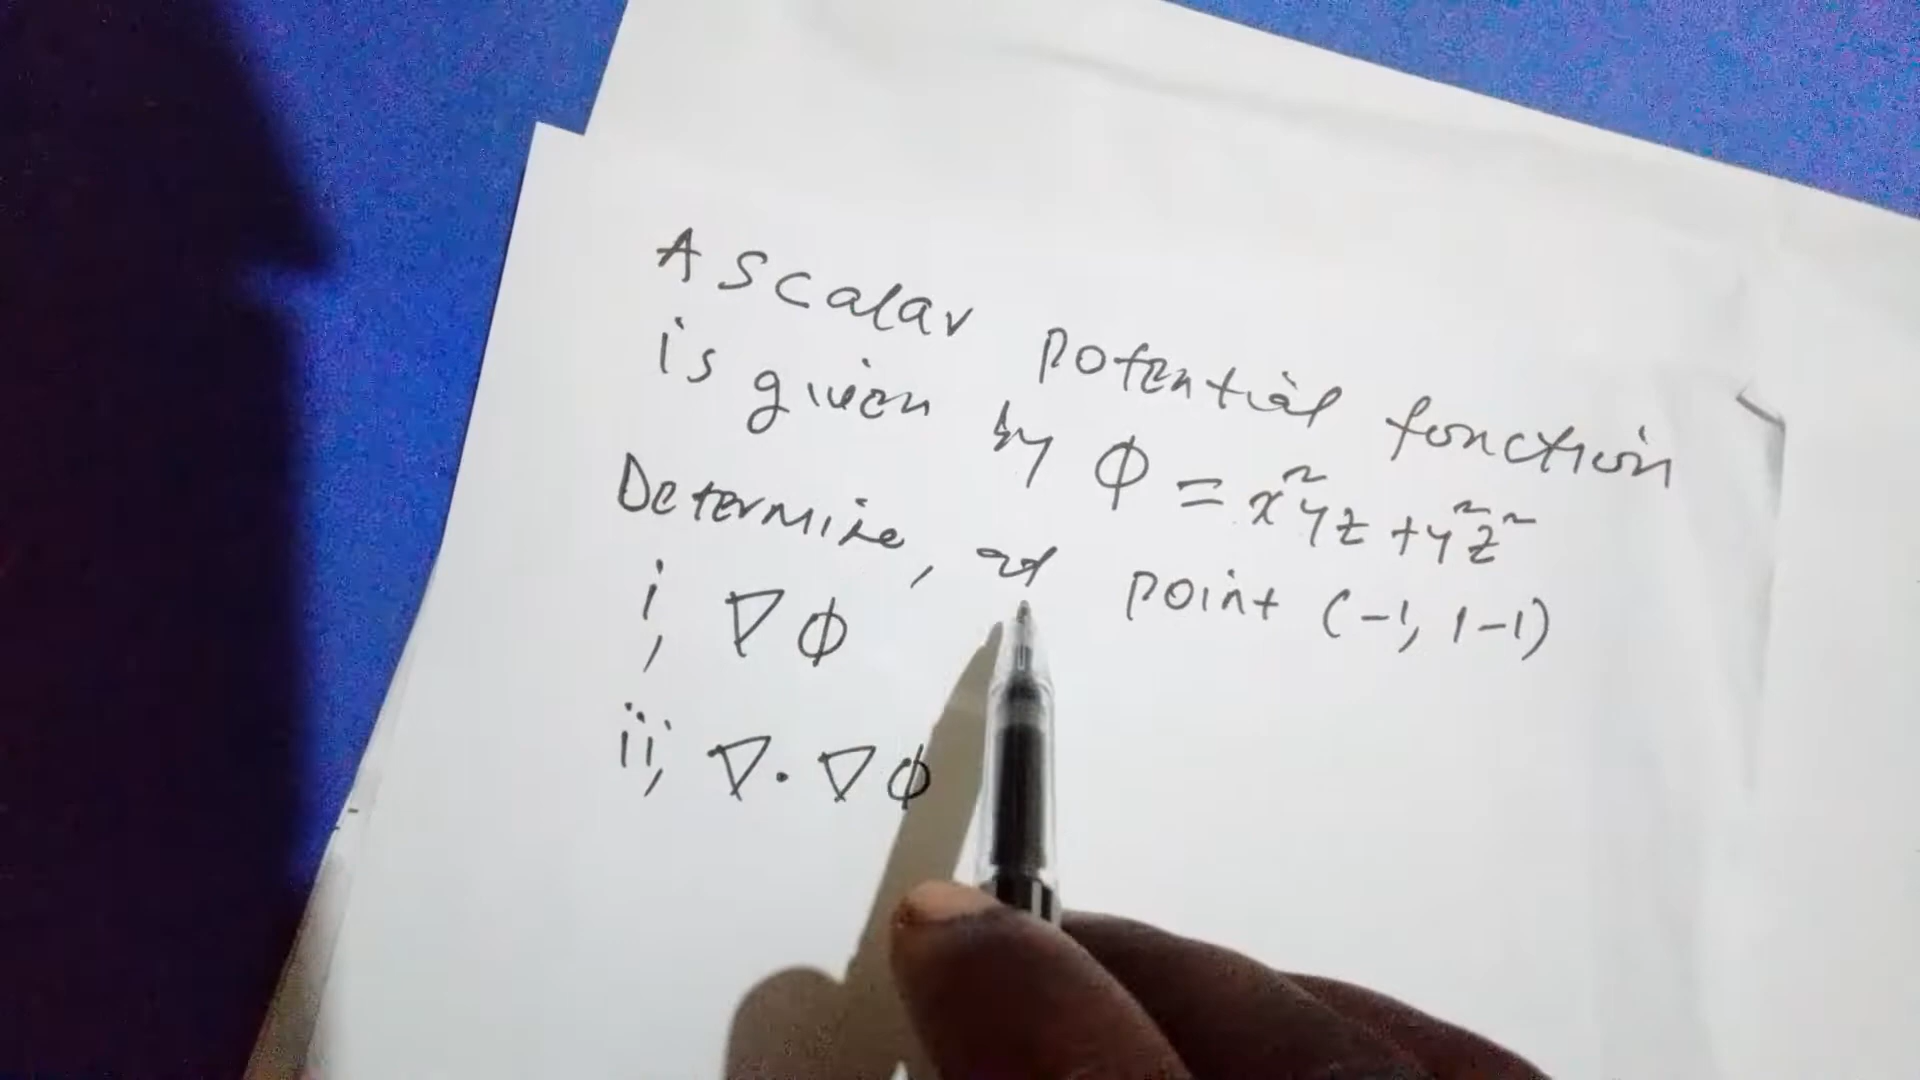 A Scalar potential function
is given by ϕ = x²yz + y²z²
Determine, at point (-1, 1 -1)
i, ∇ϕ
ii, ∇·∇ϕ